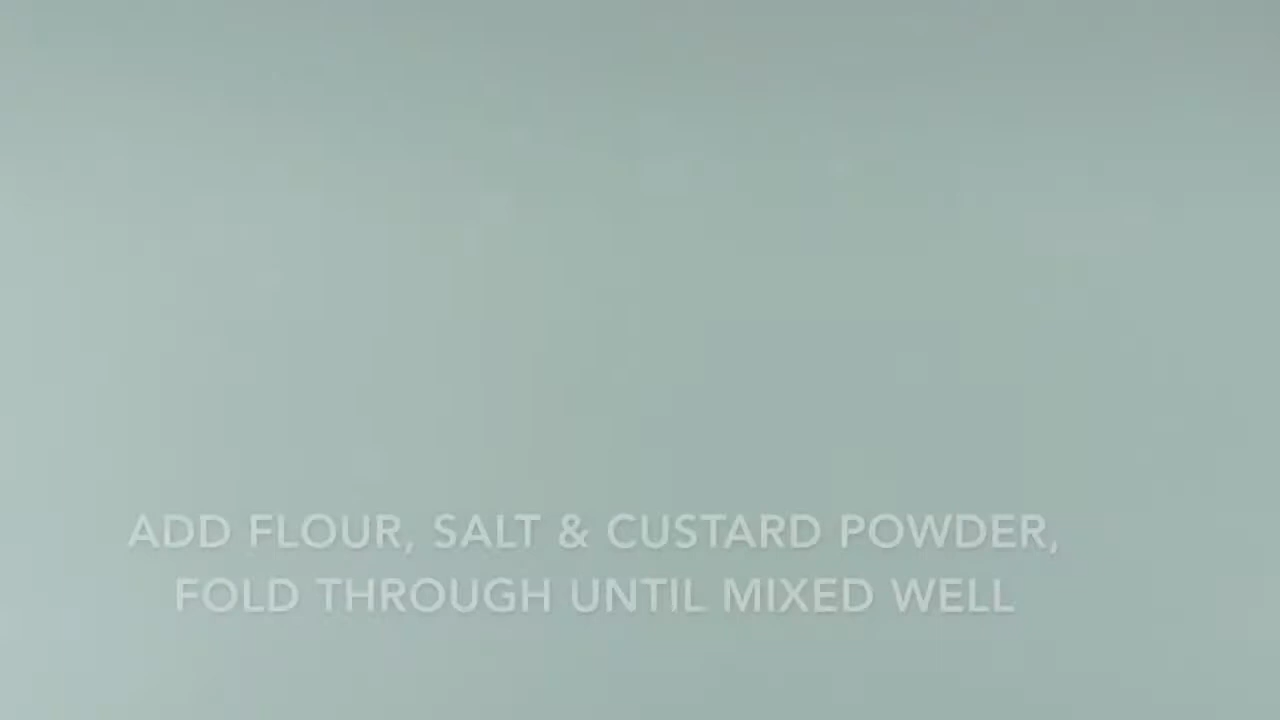 ADD FLOUR, SALT & CUSTARD POWDER,
FOLD THROUGH UNTIL MIXED WELL